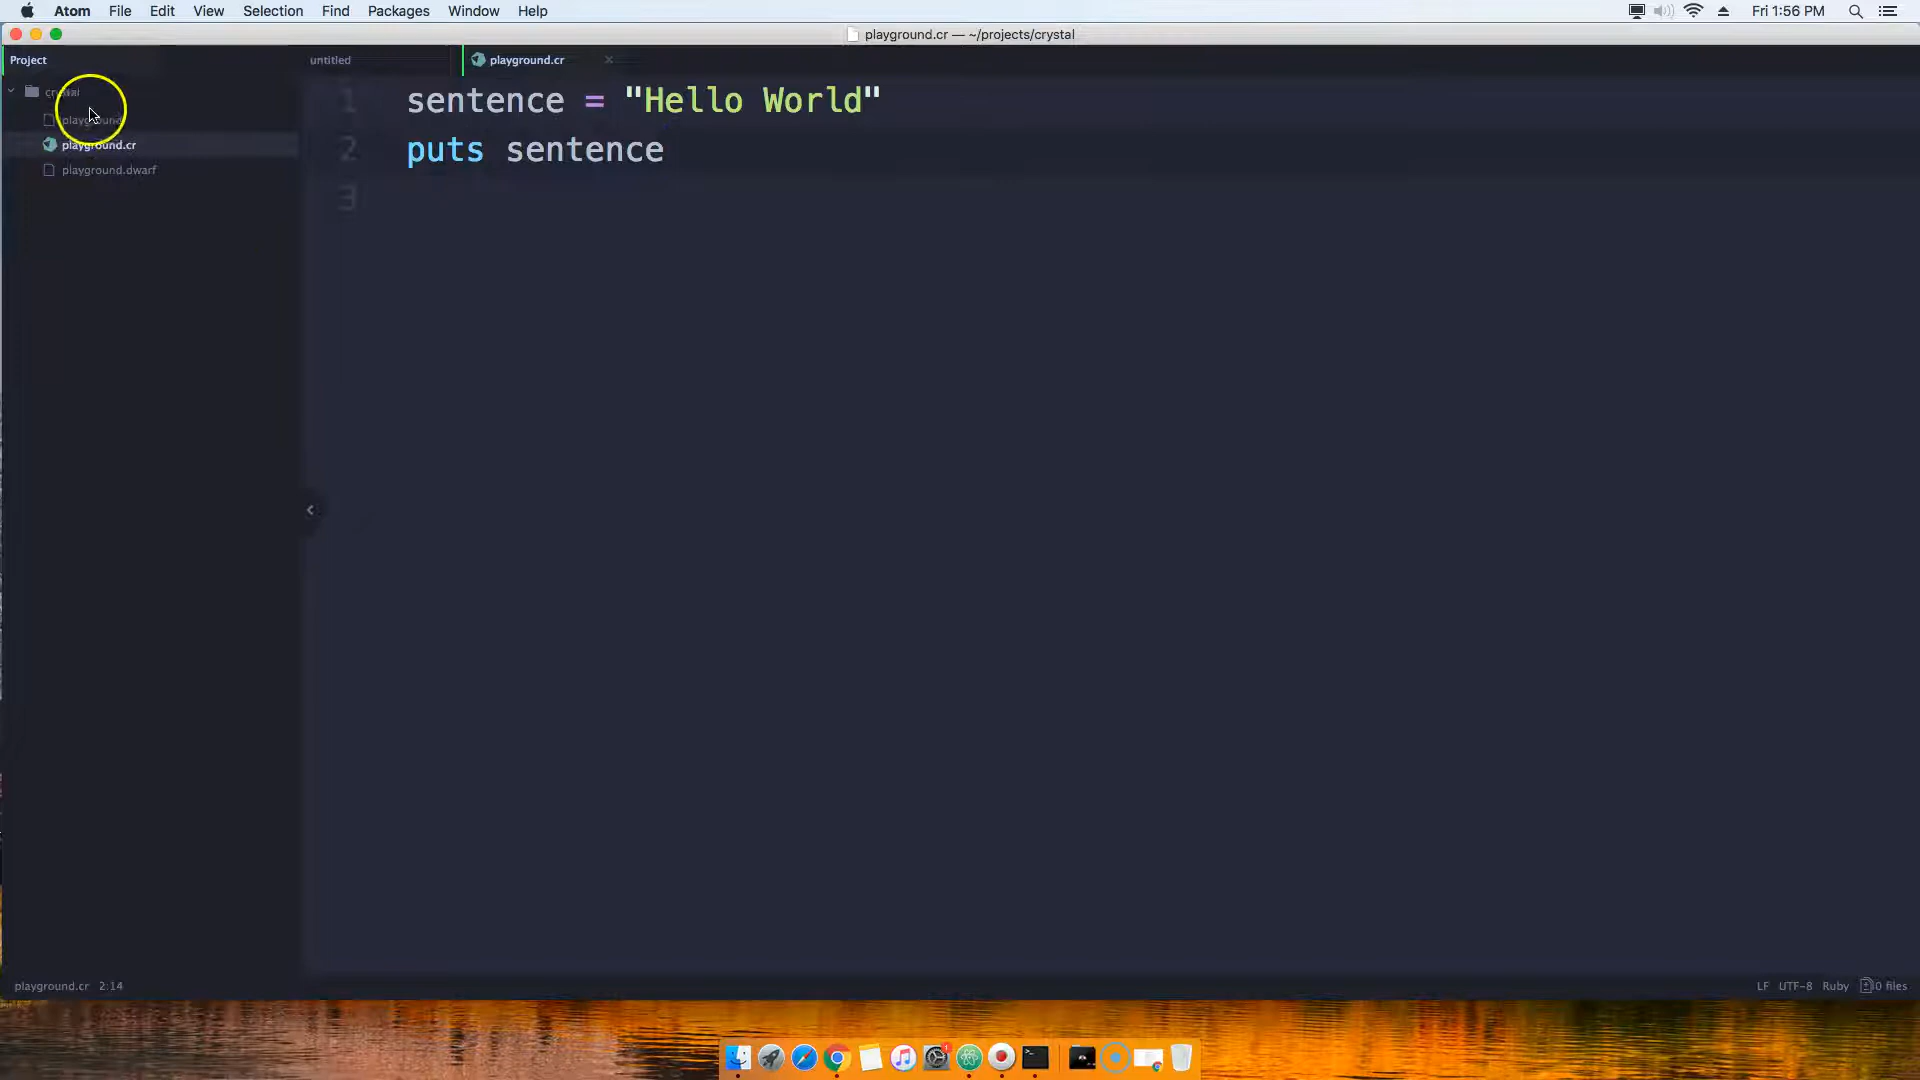 Atom File Edit View Selection Find Packages Window Help Fri 1:56 PM
playground.cr — ~/projects/crystal
Project untitled playground.cr
crystal
1 sentence = "Hello World"
playground
playground.cr
2 puts sentence
playground.dwarf
3
playground.cr 2:14 LF UTF-8 Ruby 0 files